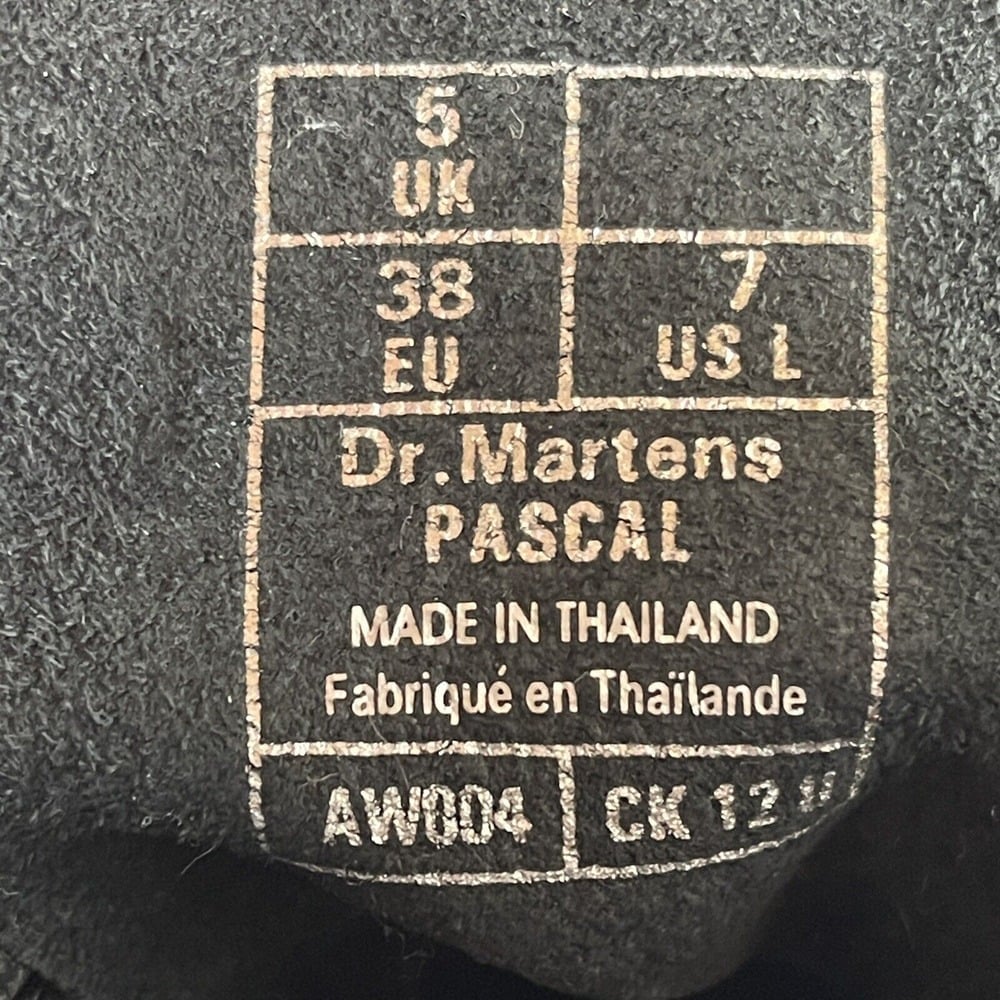 5
UK
38
EU
7
US L
Dr.Martens
PASCAL
MADE IN THAILAND
Fabriqué en Thaïlande
AW004
CK 12